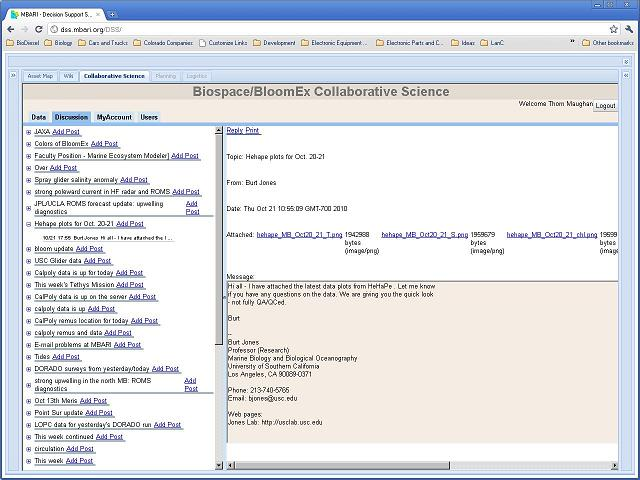 MBARI - Decision Support S...
dss.mbari.org/DSS/
BioDiesel Biology Cars and Trucks Colorado Companies Customize Links Development Electronic Equipment ... Electronic Parts and C... Ideas LanC Other bookmarks
Asset Map Wiki Collaborative Science Planning Logistics
Biospace/BloomEx Collaborative Science
Welcome Thom Maughan Logout
Data Discussion MyAccount Users
JAXA Add Post
Colors of BloomEx Add Post
Faculty Position - Marine Ecosystem Modeler] Add Post
Over Add Post
Spray glider salinity anomaly Add Post
strong poleward current in HF radar and ROMS Add Post
JPL/UCLA ROMS forecast update: upwelling diagnostics Add Post
Hehape plots for Oct. 20-21 Add Post
10/21 17:55 Burt Jones Hi all - I have attached the l ...
bloom update Add Post
USC Glider data Add Post
Calpoly data is up for today Add Post
This week's Tethys Mission Add Post
CalPoly data is up on the server Add Post
calpoly data is up Add Post
CalPoly remus location for today Add Post
calpoly remus and data Add Post
E-mail problems at MBARI Add Post
Tides Add Post
DORADO surveys from yesterday/today Add Post
strong upwelling in the north MB: ROMS diagnostics Add Post
Oct 13th Meris Add Post
Point Sur update Add Post
LOPC data for yesterday's DORADO run Add Post
This week continued Add Post
circulation Add Post
This week Add Post
Reply Print
Topic: Hehape plots for Oct. 20-21
From: Burt Jones
Date: Thu Oct 21 10:55:09 GMT-700 2010
Attached: hehape_MB_Oct20_21_T.png 1942988 bytes (image/png) hehape_MB_Oct20_21_S.png 1959679 bytes (image/png) hehape_MB_Oct20_21_chl.png 19599 bytes (image/png)
Message:
Hi all - I have attached the latest data plots from HeHaPe . Let me know
if you have any questions on the data. We are giving you the quick look
- not fully QA/QCed.
Burt
--
Burt Jones
Professor (Research)
Marine Biology and Biological Oceanography
University of Southern California
Los Angeles, CA 90089-0371
Phone: 213-740-5765
Email: bjones@usc.edu
Web pages:
Jones Lab: http://usclab.usc.edu